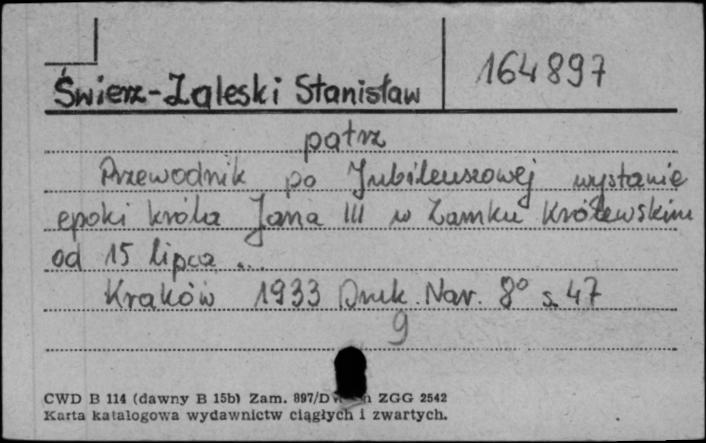 164897
Świerz-Zaleski Stanisław
patrz
Przewodnik po Jubileuszowej wystawie
epoki króla Jana III w Zamku Królewskim
od 15 lipca ...
Kraków 1933 Druk. Nar. 8° s. 47
9
CWD B 114 (dawny B 15b) Zam. 897/D ZGG 2542
Karta katalogowa wydawnictw ciągłych i zwartych.